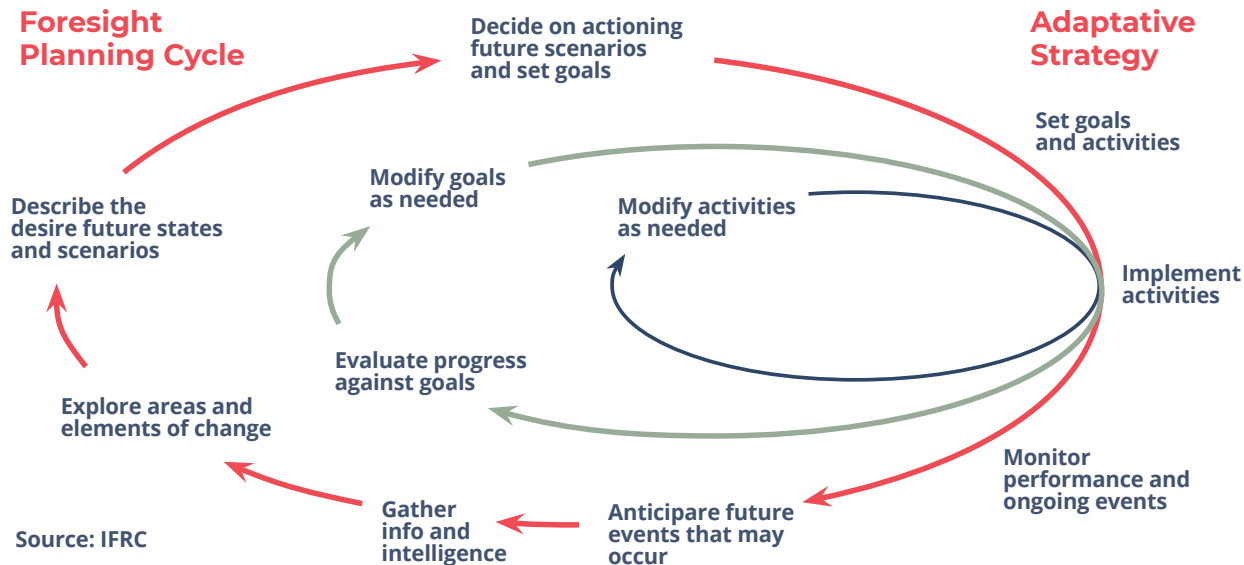 Foresight
Planning Cycle
Decide on actioning
future scenarios
and set goals
Adaptative
Strategy
Set goals
and activities
Modify goals
as needed
Modify activities
as needed
Describe the
desire future states
and scenarios
Implement
activities
Evaluate progress
against goals
Explore areas and
elements of change
Monitor
performance and
ongoing events
Gather
info and
intelligence
Anticipare future
events that may
occur
Source: IFRC